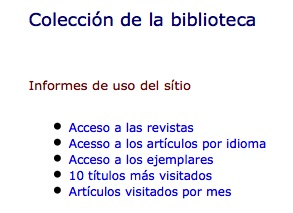 Colección de la biblioteca
Informes de uso del sítio
Acceso a las revistas
Acesso a los artículos por idioma
Acceso a los ejemplares
10 títulos más visitados
Artículos visitados por mes